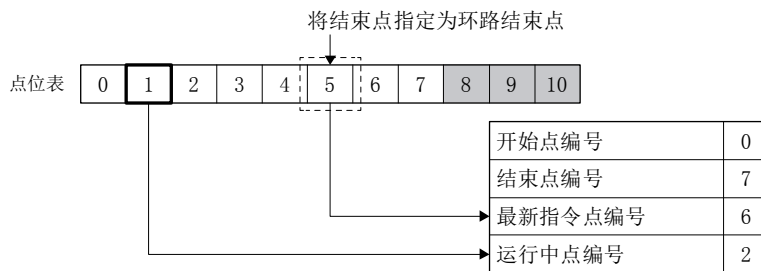 将结束点指定为环路结束点
点位表 0 1 2 3 4 5 6 7 8 9 10
开始点编号 0
结束点编号 7
最新指令点编号 6
运行中点编号 2